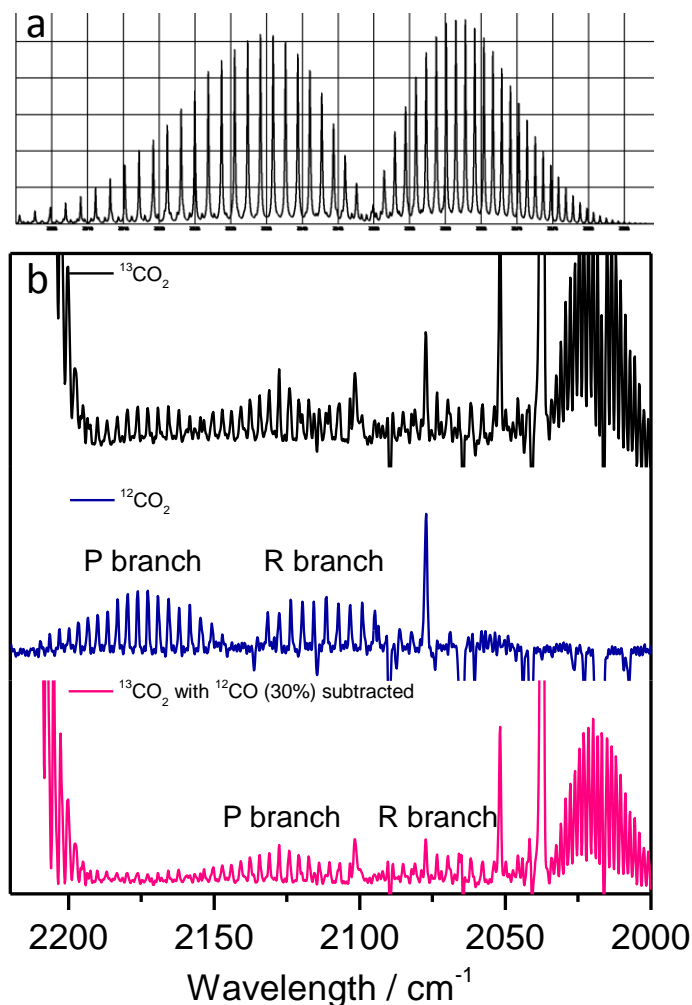 a
b
¹³CO₂
¹²CO₂
P branch R branch
¹³CO₂ with ¹²CO (30%) subtracted
P branch R branch
2200 2150 2100 2050 2000
Wavelength / cm⁻¹